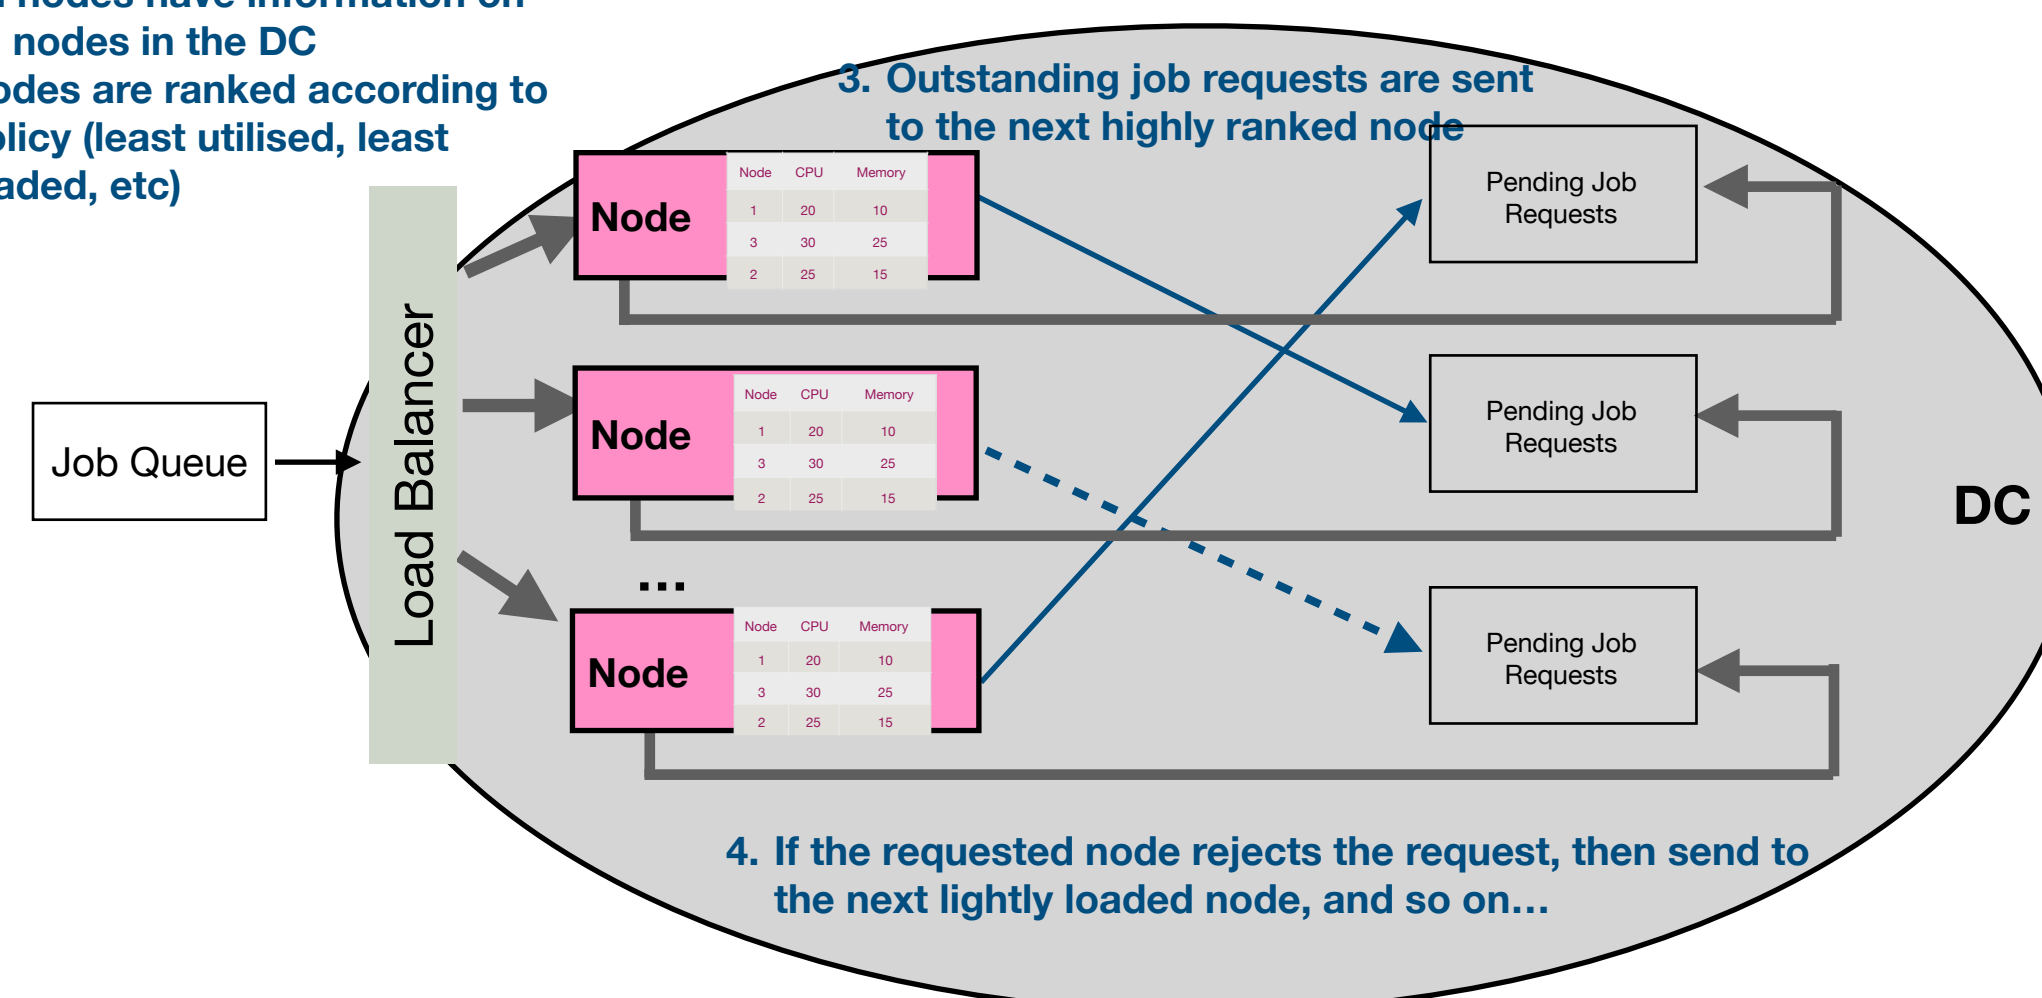 nodes have information on
nodes in the DC
odes are ranked according to
olicy (least utilised, least
aded, etc)
3. Outstanding job requests are sent
to the next highly ranked node
Job Queue
Load Balancer
Node
Node CPU Memory
1 20 10
3 30 25
2 25 15
Pending Job
Requests
Node
Node CPU Memory
1 20 10
3 30 25
2 25 15
Pending Job
Requests
DC
...
Node
Node CPU Memory
1 20 10
3 30 25
2 25 15
Pending Job
Requests
4. If the requested node rejects the request, then send to
the next lightly loaded node, and so on...